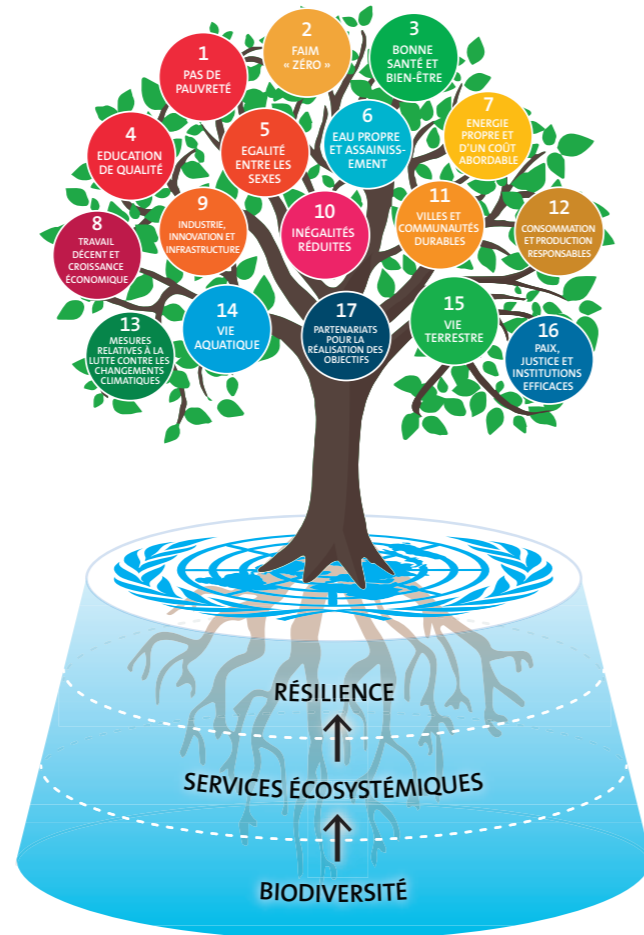 1
PAS DE
PAUVRETÉ
2
FAIM
« ZÉRO »
3
BONNE
SANTÉ ET
BIEN-ÊTRE
4
EDUCATION
DE QUALITÉ
5
EGALITÉ
ENTRE LES
SEXES
6
EAU PROPRE
ET ASSAINISS-
EMENT
7
ENERGIE
PROPRE ET
D'UN COÛT
ABORDABLE
8
TRAVAIL
DÉCENT ET
CROISSANCE
ÉCONOMIQUE
9
INDUSTRIE,
INNOVATION ET
INFRASTRUCTURE
10
INÉGALITÉS
RÉDUITES
11
VILLES ET
COMMUNAUTÉS
DURABLES
12
CONSOMMATION
ET PRODUCTION
RESPONSABLES
13
MESURES
RELATIVES À LA
LUTTE CONTRE LES
CHANGEMENTS
CLIMATIQUES
14
VIE
AQUATIQUE
17
PARTENARIATS
POUR LA
RÉALISATION DES
OBJECTIFS
15
VIE
TERRESTRE
16
PAIX,
JUSTICE ET
INSTITUTIONS
EFFICACES
RÉSILIENCE
SERVICES ÉCOSYSTÉMIQUES
BIODIVERSITÉ